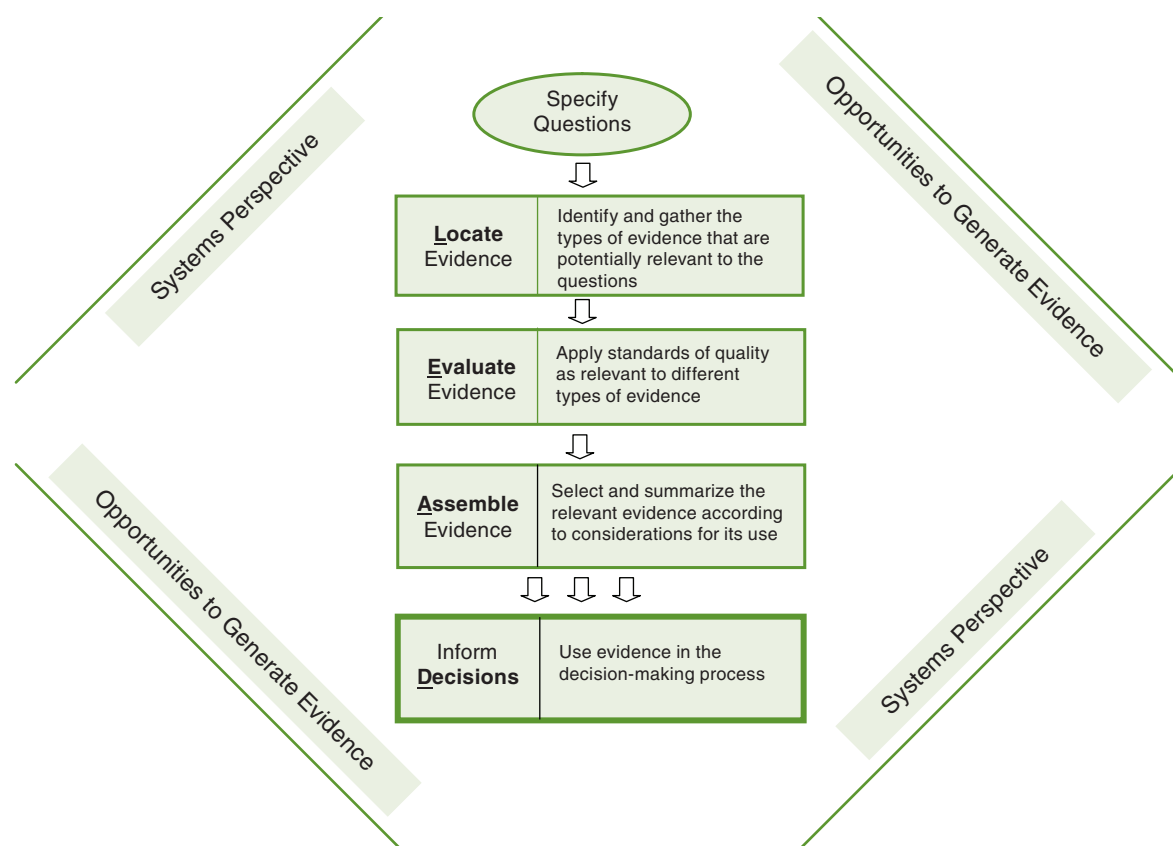 Specify
Questions
Systems Perspective
Opportunities to Generate Evidence
Locate
Evidence
Identify and gather the
types of evidence that are
potentially relevant to the
questions
Evaluate
Evidence
Apply standards of quality
as relevant to different
types of evidence
Assemble
Evidence
Select and summarize the
relevant evidence according
to considerations for its use
Inform
Decisions
Use evidence in the
decision-making process
Opportunities to Generate Evidence
Systems Perspective